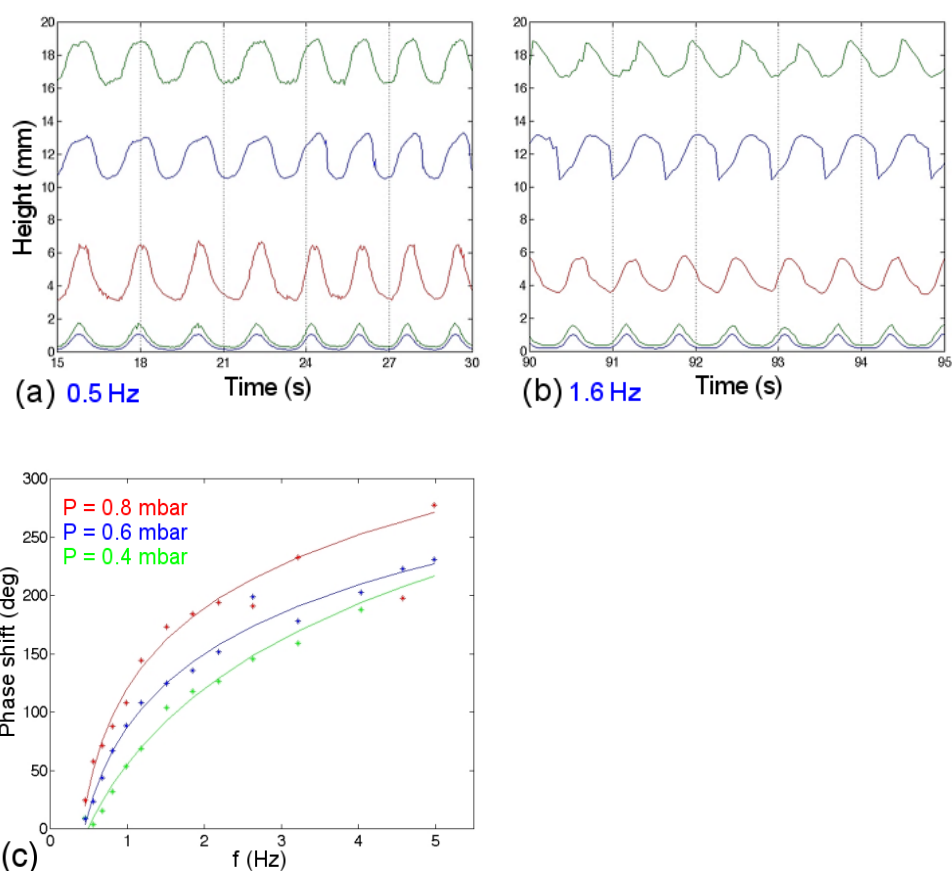 20
18
16
14
12
10
8
6
4
2
0
Height (mm)
15 18 21 24 27 30
Time (s)
(a) 0.5 Hz
20
18
16
14
12
10
8
6
4
2
0
90 91 92 93 94 95
Time (s)
(b) 1.6 Hz
300
250
200
150
100
50
0
Phase shift (deg)
P = 0.8 mbar
P = 0.6 mbar
P = 0.4 mbar
0 1 2 3 4 5
f (Hz)
(c)